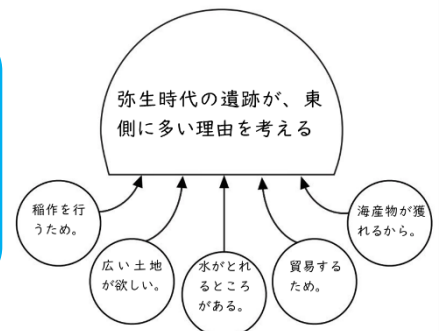 弥生時代の遺跡が、東
側に多い理由を考える
稲作を行
うため。
広い土地
が欲しい。
水がとれ
るところ
がある。
貿易する
ため。
海産物が獲
れるから。